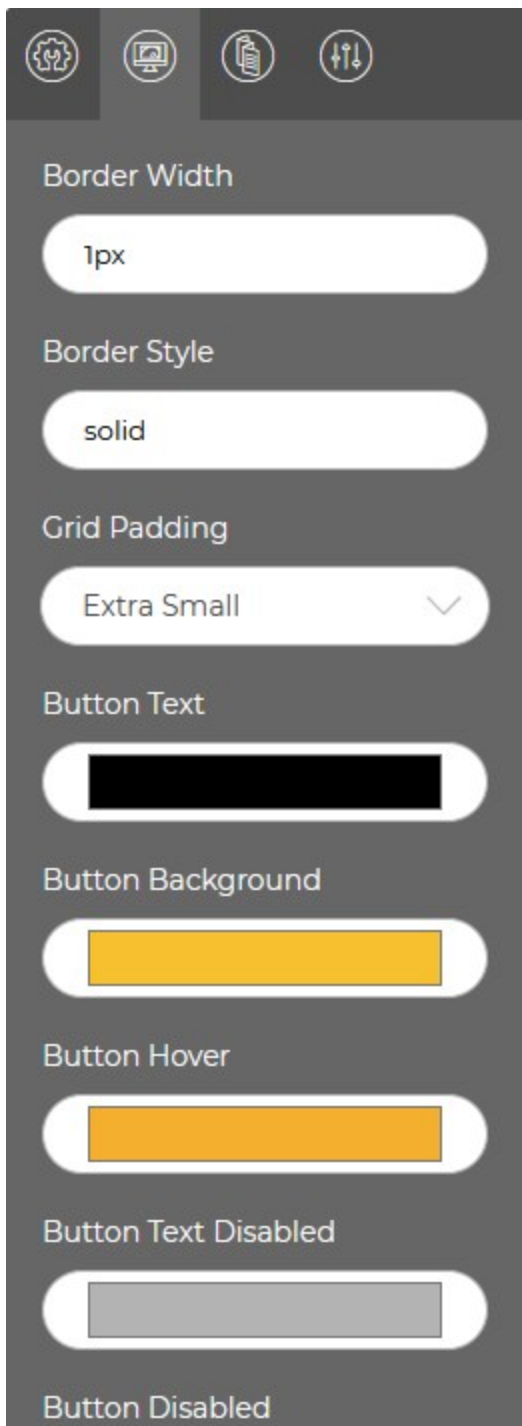 Border Width
1px
Border Style
solid
Grid Padding
Extra Small
Button Text
Button Background
Button Hover
Button Text Disabled
Button Disabled